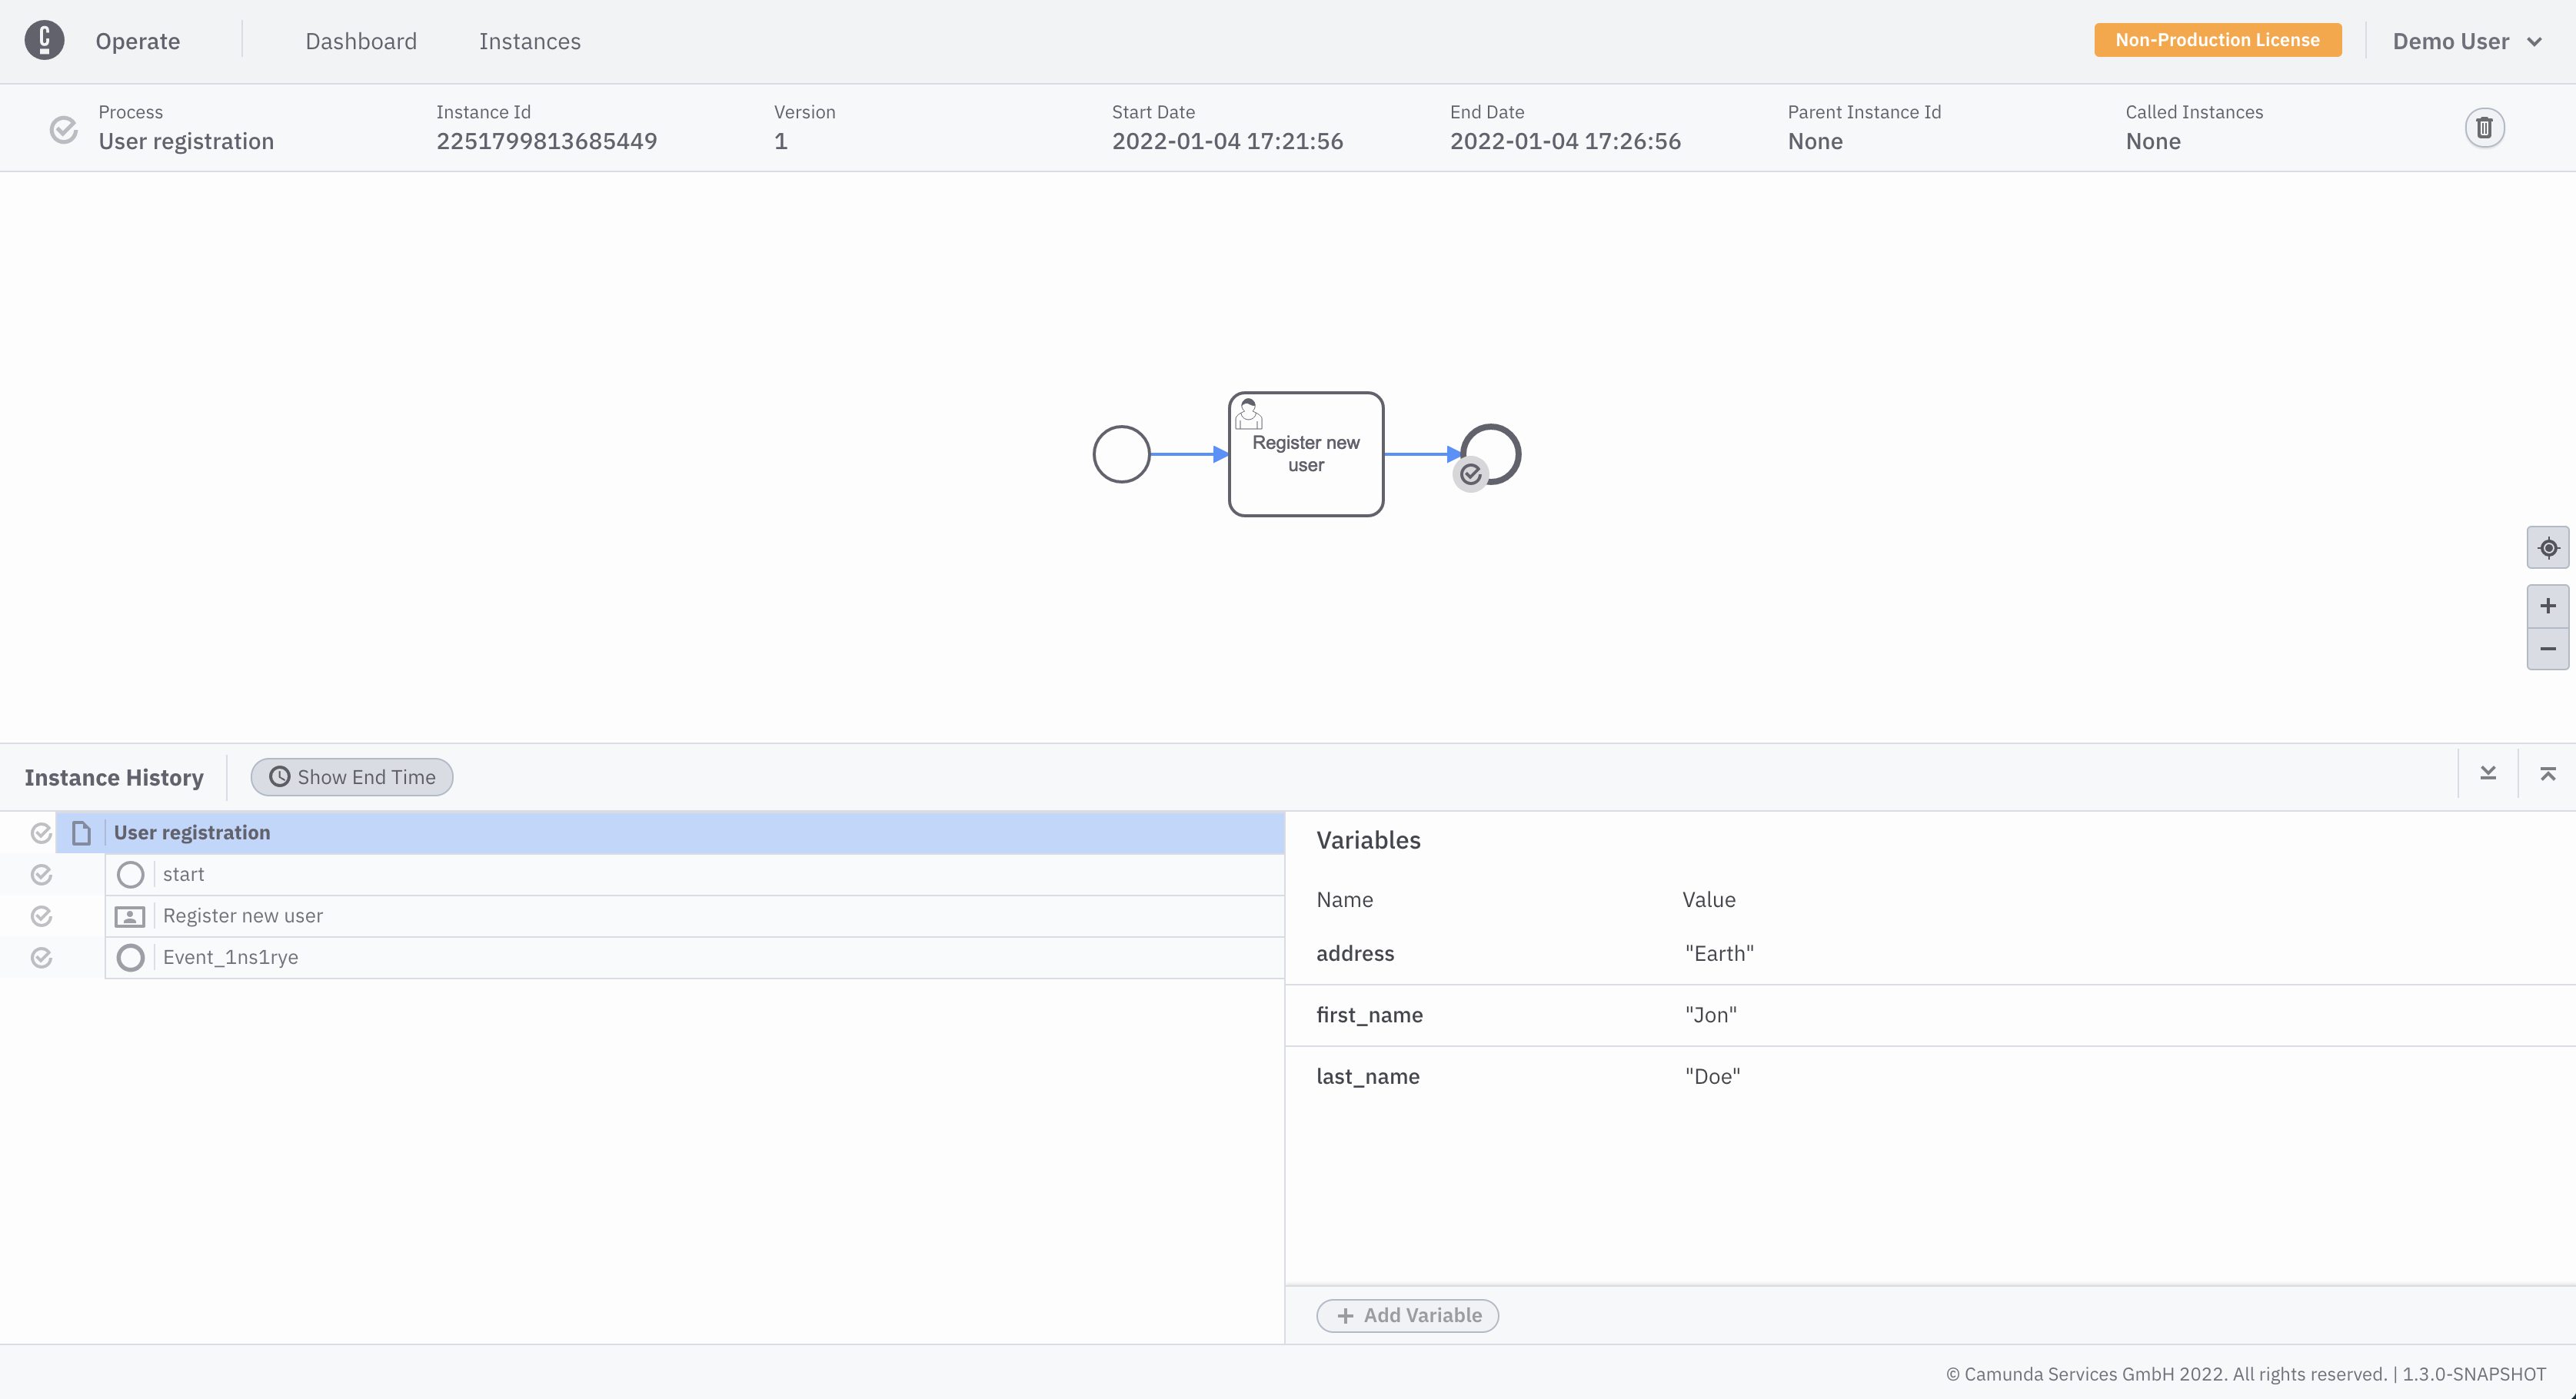 Operate
Dashboard
Instances
Non-Production License
Demo User
Process
User registration
Instance Id
2251799813685449
Version
1
Start Date
2022-01-04 17:21:56
End Date
2022-01-04 17:26:56
Parent Instance Id
None
Called Instances
None
Register new
user
Instance History
Show End Time
User registration
start
Register new user
Event_1ns1rye
Variables
Name Value
address "Earth"
first_name "Jon"
last_name "Doe"
Add Variable
© Camunda Services GmbH 2022. All rights reserved. | 1.3.0-SNAPSHOT